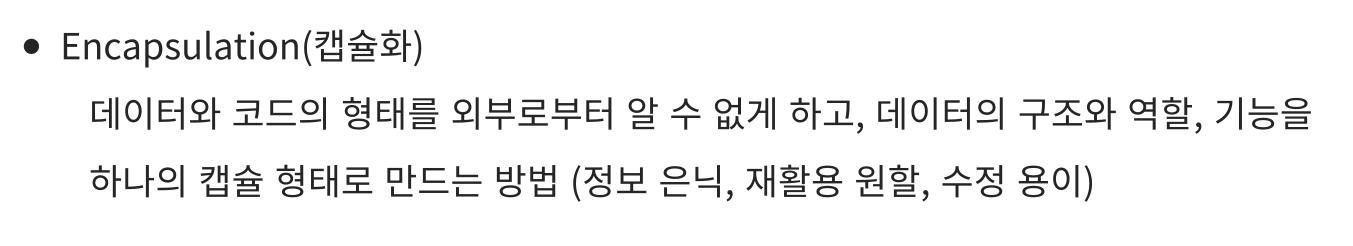 • Encapsulation(캡슐화)
데이터와 코드의 형태를 외부로부터 알 수 없게 하고, 데이터의 구조와 역할, 기능을
하나의 캡슐 형태로 만드는 방법 (정보 은닉, 재활용 원할, 수정 용이)